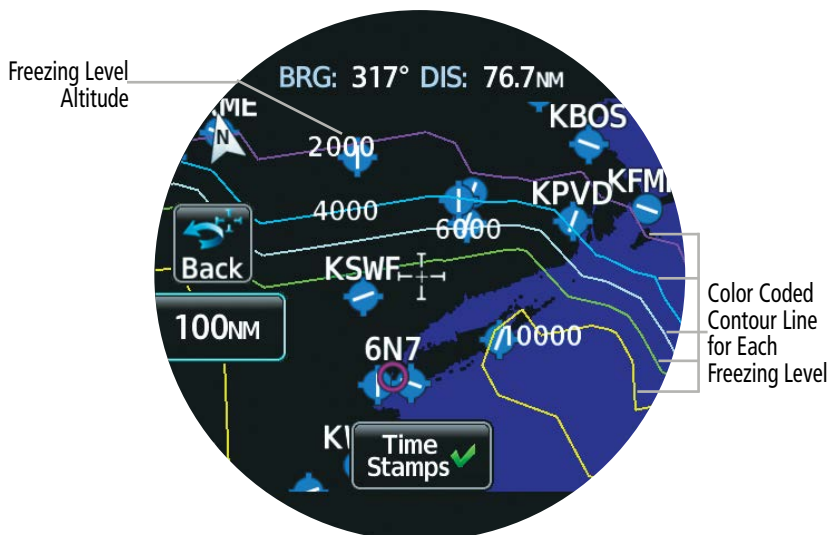 Freezing Level
Altitude
BRG: 317° DIS: 76.7NM
KBOS
N
2000
KPVD
4000
6000
Back
KSWF
100NM
10000
6N7
Time
Stamps
Color Coded
Contour Line
for Each
Freezing Level